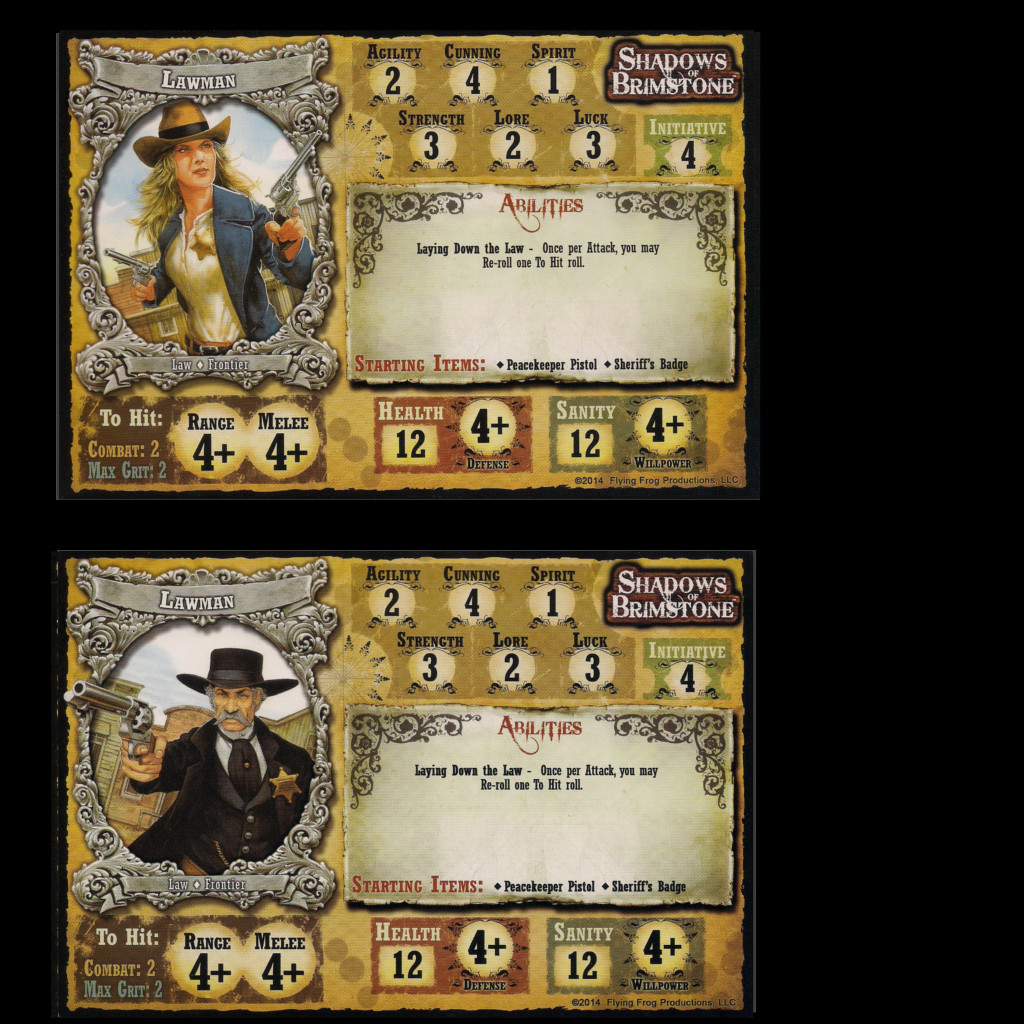 Lawman
Agility Cunning Spirit
2 4 1
Shadows
of
Brimstone
Strength Lore Luck
3 2 3
Initiative
4
Abilities
Laying Down the Law - Once per Attack, you may
Re-roll one To Hit roll.
Starting Items: ◆ Peacekeeper Pistol ◆ Sheriff's Badge
Law ◆ Frontier
To Hit:
Range Melee
4+ 4+
Combat: 2
Max Grit: 2
Health
12
4+
Defense
Sanity
12
4+
Willpower
©2014 Flying Frog Productions, LLC
Lawman
Agility Cunning Spirit
2 4 1
Shadows
of
Brimstone
Strength Lore Luck
3 2 3
Initiative
4
Abilities
Laying Down the Law - Once per Attack, you may
Re-roll one To Hit roll.
Starting Items: ◆ Peacekeeper Pistol ◆ Sheriff's Badge
Law ◆ Frontier
To Hit:
Range Melee
4+ 4+
Combat: 2
Max Grit: 2
Health
12
4+
Defense
Sanity
12
4+
Willpower
©2014 Flying Frog Productions, LLC